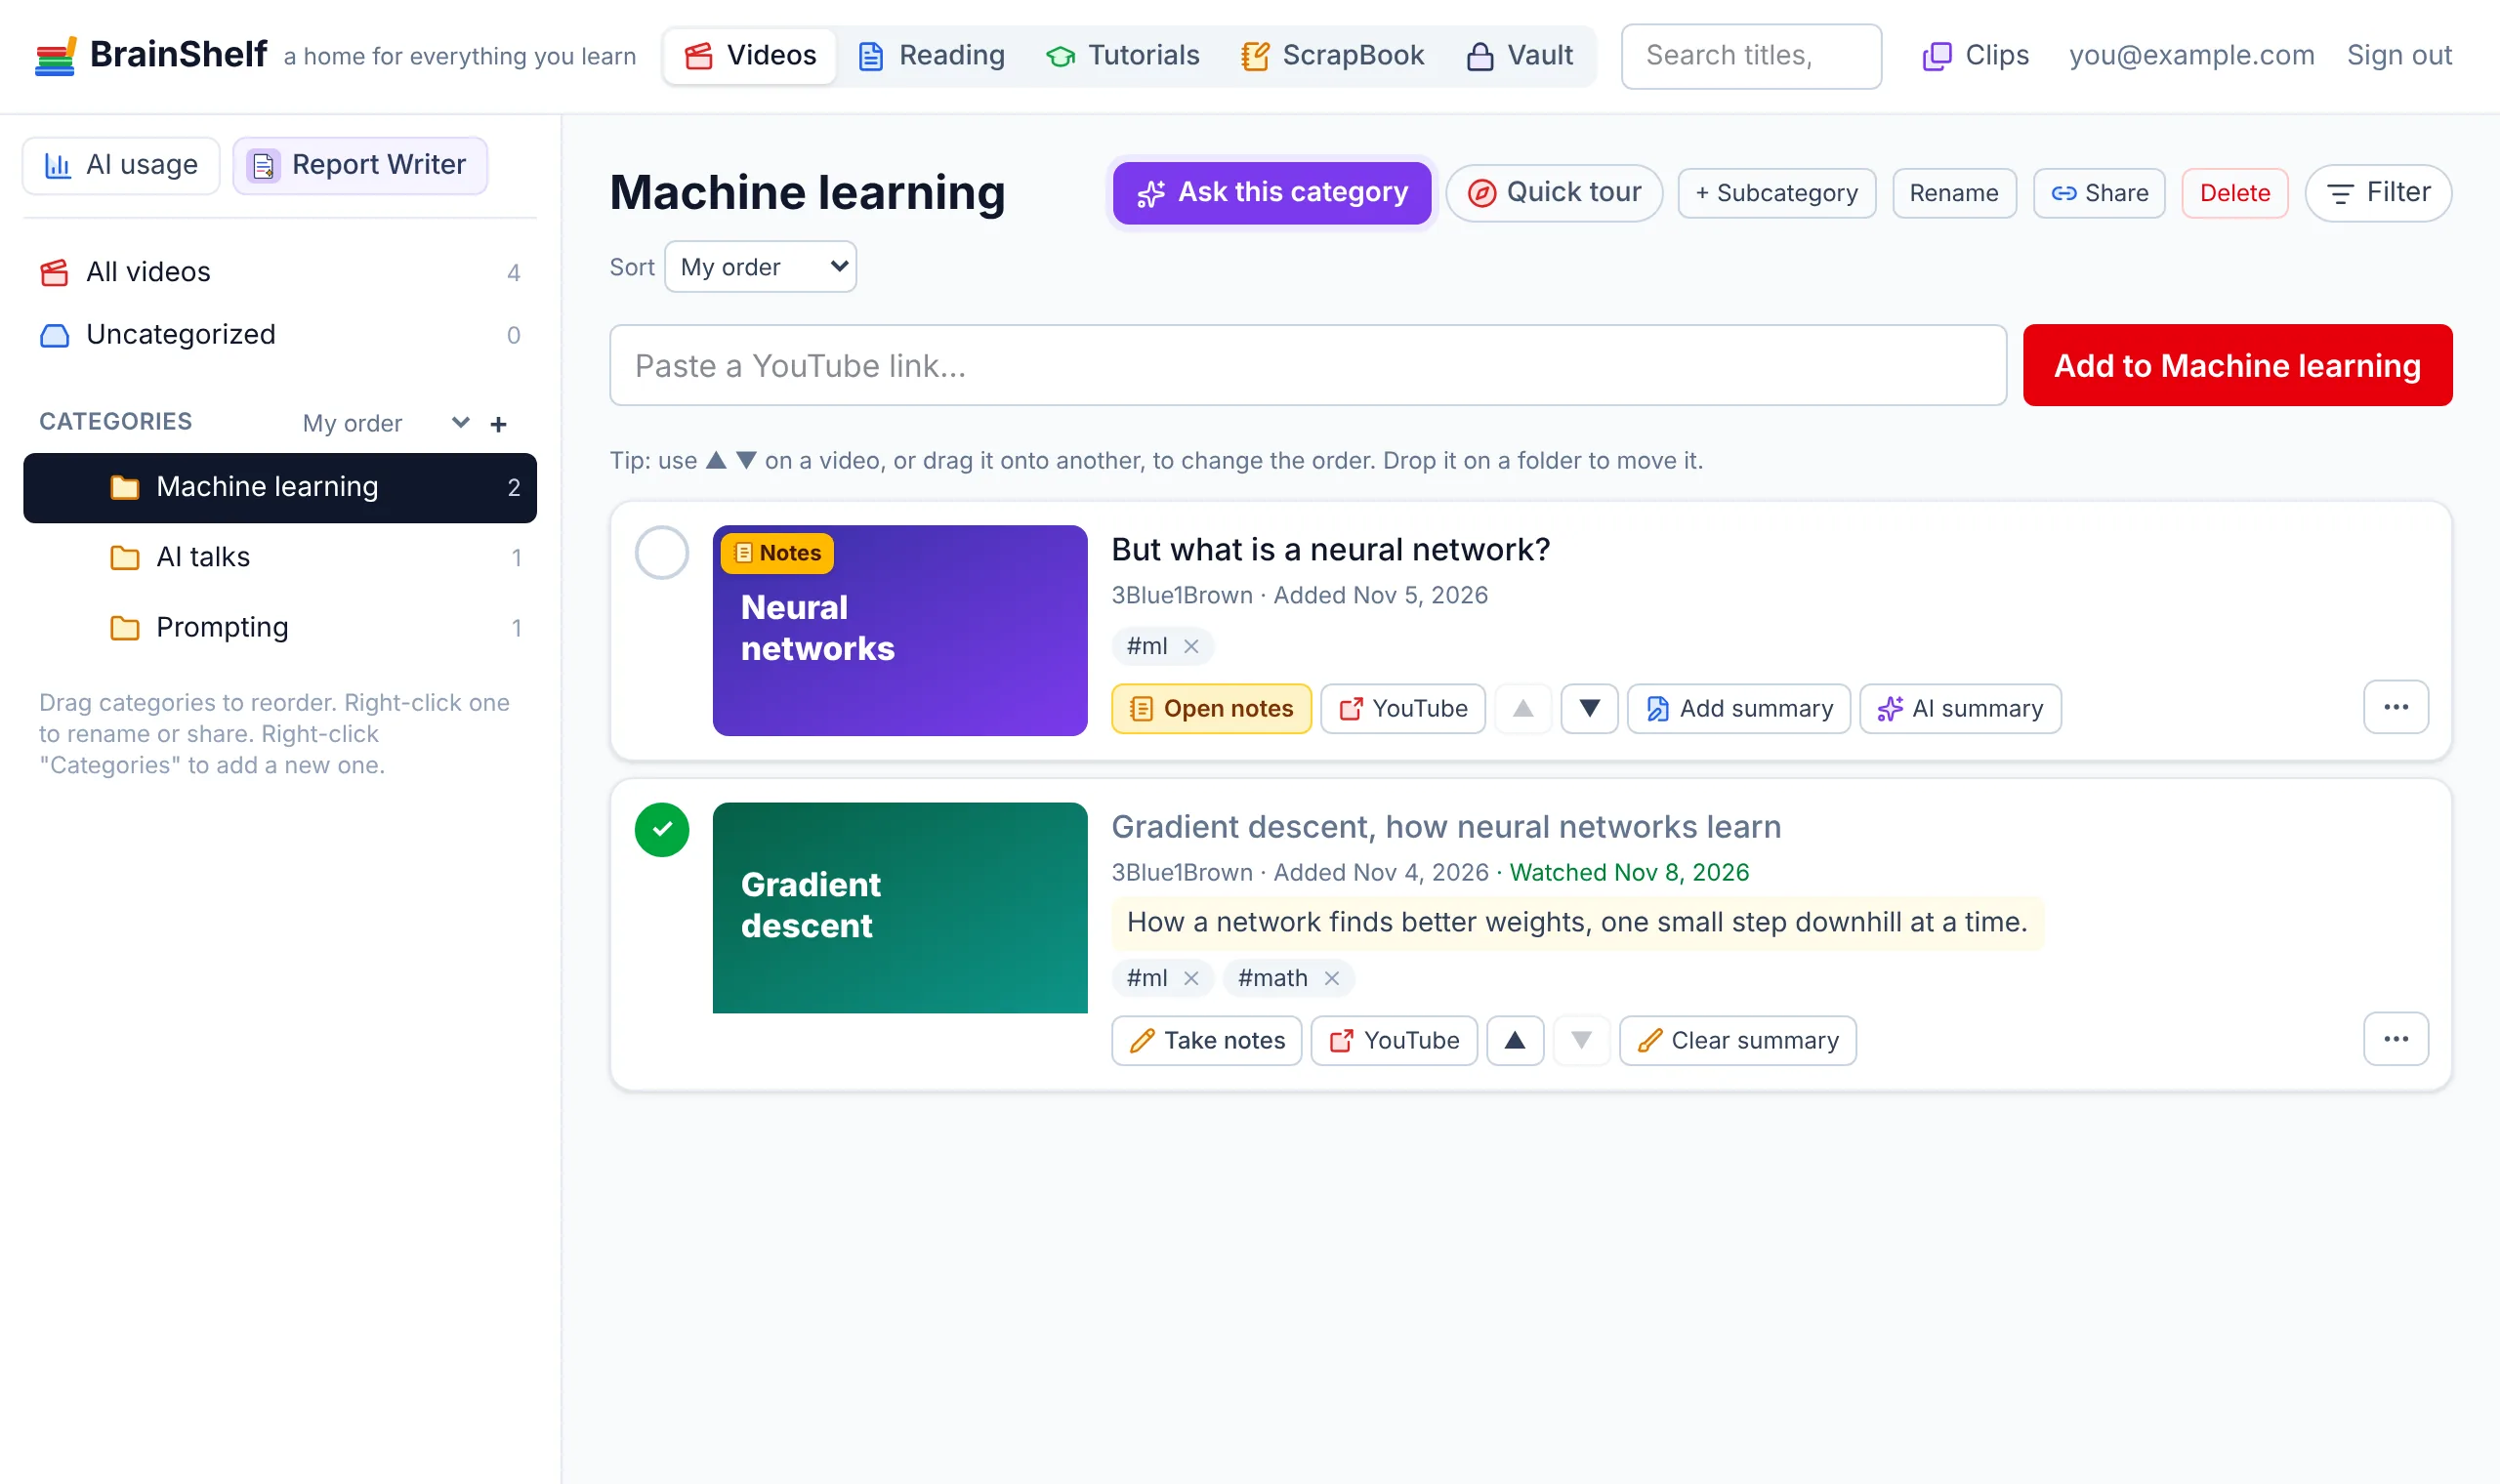 BrainShelf a home for everything you learn
Videos
Reading
Tutorials
ScrapBook
Vault
Search titles,
Clips
you@example.com
Sign out
AI usage
Report Writer
All videos 4
Uncategorized 0
CATEGORIES My order +
Machine learning 2
AI talks 1
Prompting 1
Drag categories to reorder. Right-click one
to rename or share. Right-click
"Categories" to add a new one.
Machine learning
Ask this category
Quick tour
+ Subcategory
Rename
Share
Delete
Filter
Sort My order
Paste a YouTube link...
Add to Machine learning
Tip: use ▲ ▼ on a video, or drag it onto another, to change the order. Drop it on a folder to move it.
Notes
Neural
networks
But what is a neural network?
3Blue1Brown · Added Nov 5, 2026
#ml ×
Open notes
YouTube
▲
▼
Add summary
AI summary
...
Gradient
descent
Gradient descent, how neural networks learn
3Blue1Brown · Added Nov 4, 2026 · Watched Nov 8, 2026
How a network finds better weights, one small step downhill at a time.
#ml × #math ×
Take notes
YouTube
▲
▼
Clear summary
...